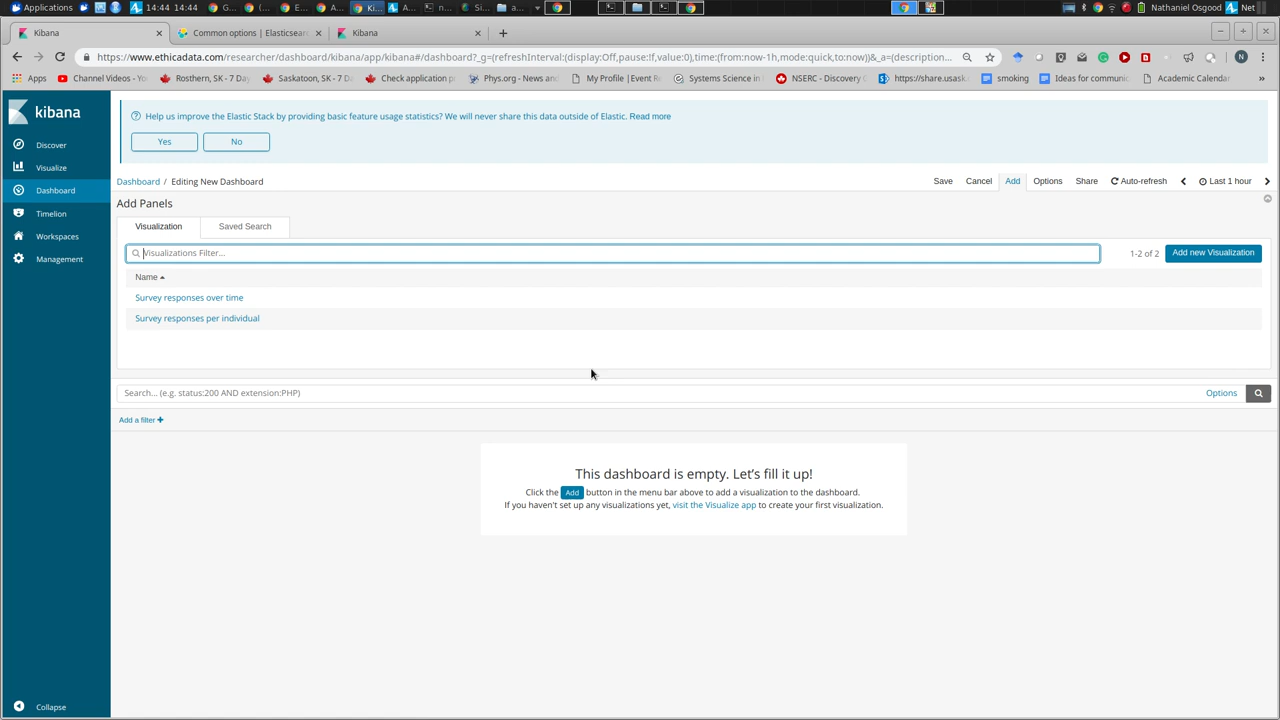 Applications 14:44 14:44 G... ( ... E... A... Ki... A... n... Si... a... Nathaniel Osgood Net
Kibana Common options | Elasticsear Kibana
https://www.ethicadata.com/researcher/dashboard/kibana/app/kibana#/dashboard?_g=(refreshInterval:(display:Off,pause:!f,value:0),time:(from:now-1h,mode:quick,to:now))&_a=(description... N
Apps Channel Videos - Yo Rosthern, SK - 7 Day Saskatoon, SK - 7 Da Check application p Phys.org - News and My Profile |Event Re Systems Science in NSERC - Discovery G https://share.usask. smoking Ideas for communic Academic Calendar »
kibana
Discover
Visualize
Dashboard
Timelion
Workspaces
Management
Collapse
Help us improve the Elastic Stack by providing basic feature usage statistics? We will never share this data outside of Elastic. Read more
Yes No
Dashboard / Editing New Dashboard Save Cancel Add Options Share Auto-refresh Last 1 hour
Add Panels
Visualization Saved Search
Visualizations Filter... 1-2 of 2 Add new Visualization
Name
Survey responses over time
Survey responses per individual
Search... (e.g. status:200 AND extension:PHP) Options
Add a filter +
This dashboard is empty. Let’s fill it up!
Click the Add button in the menu bar above to add a visualization to the dashboard.
If you haven't set up any visualizations yet, visit the Visualize app to create your first visualization.